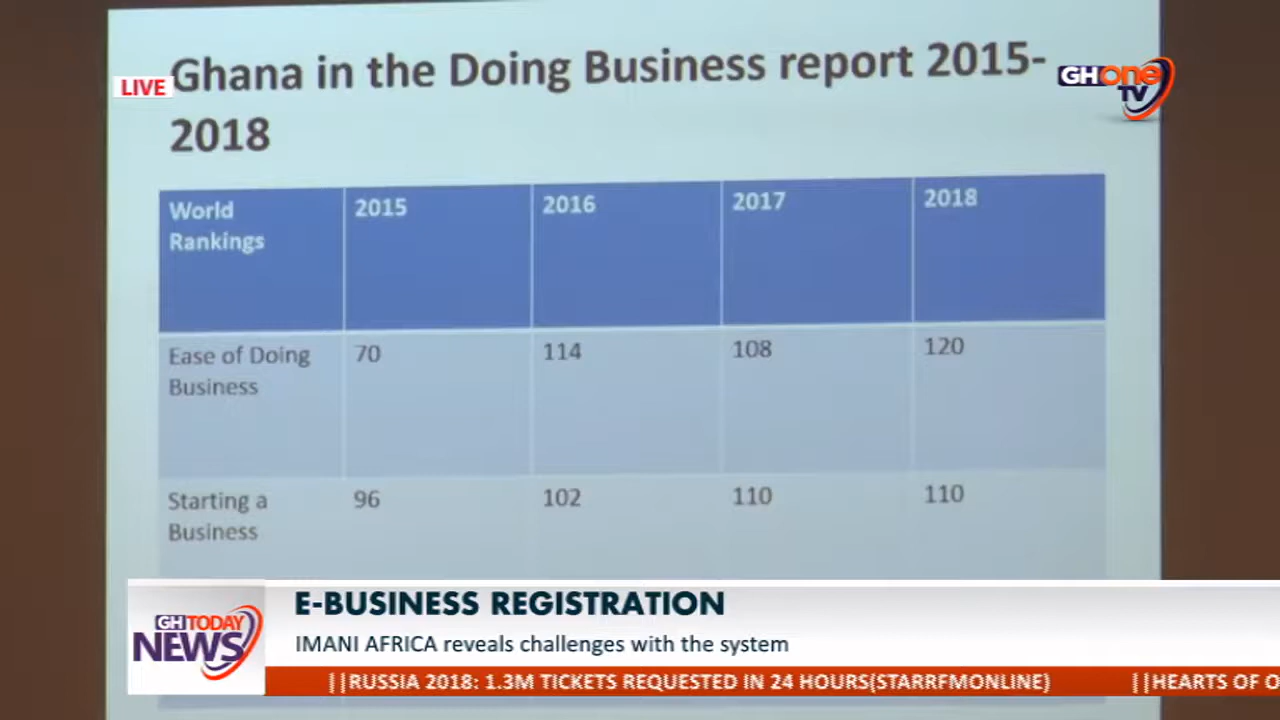 Ghana in the Doing Business report 2015-
2018
LIVE
GHOne
TV
World
Rankings
2015
2016
2017
2018
Ease of Doing
Business
70
114
108
120
Starting a
Business
96
102
110
110
GHTODAY
NEWS
E-BUSINESS REGISTRATION
IMANI AFRICA reveals challenges with the system
||RUSSIA 2018: 1.3M TICKETS REQUESTED IN 24 HOURS(STARRFMONLINE)
||HEARTS OF O